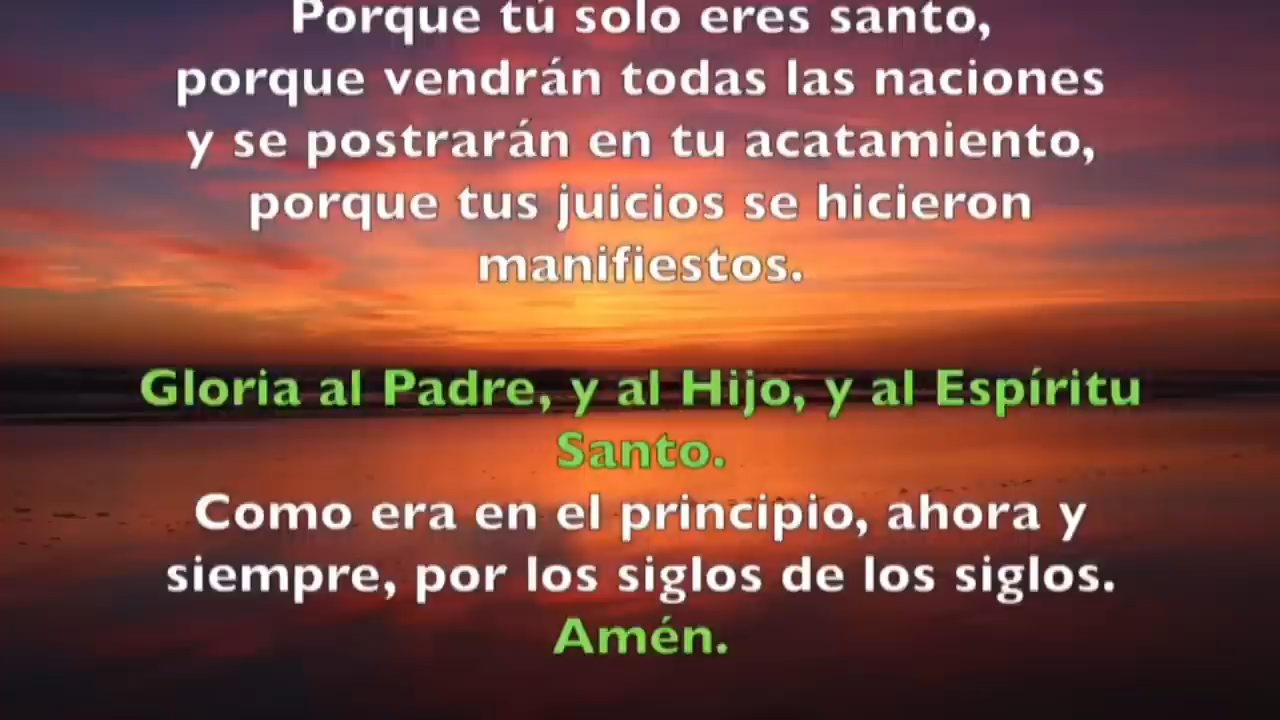 Porque tú solo eres santo,
porque vendrán todas las naciones
y se postrarán en tu acatamiento,
porque tus juicios se hicieron
manifiestos.
Gloria al Padre, y al Hijo, y al Espíritu
Santo.
Como era en el principio, ahora y
siempre, por los siglos de los siglos.
Amén.